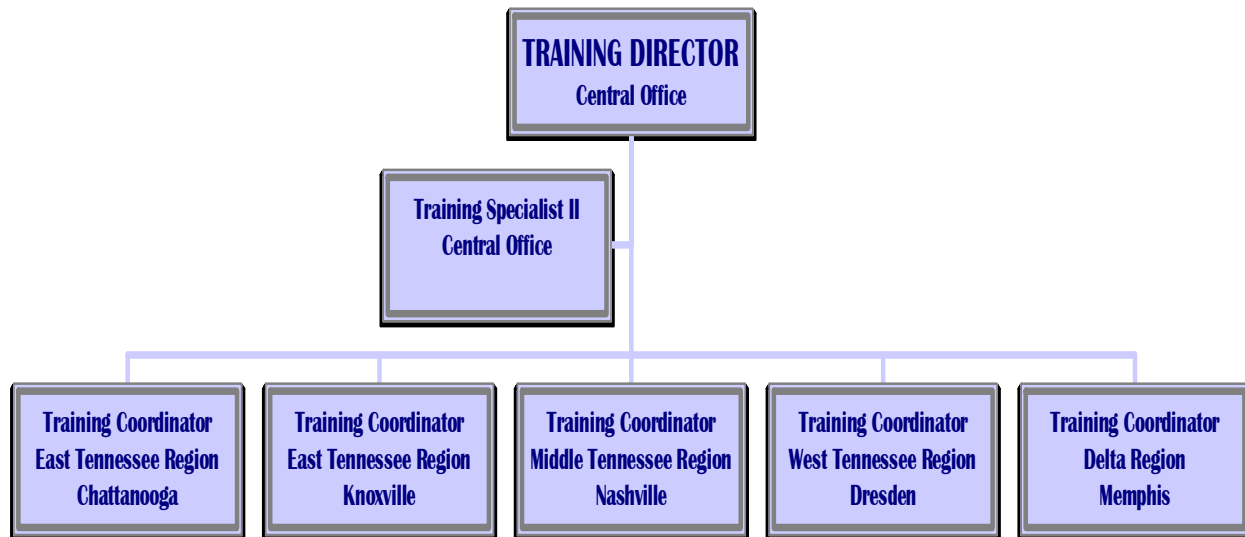 TRAINING DIRECTOR
Central Office
Training Specialist II
Central Office
Training Coordinator
East Tennessee Region
Chattanooga
Training Coordinator
East Tennessee Region
Knoxville
Training Coordinator
Middle Tennessee Region
Nashville
Training Coordinator
West Tennessee Region
Dresden
Training Coordinator
Delta Region
Memphis